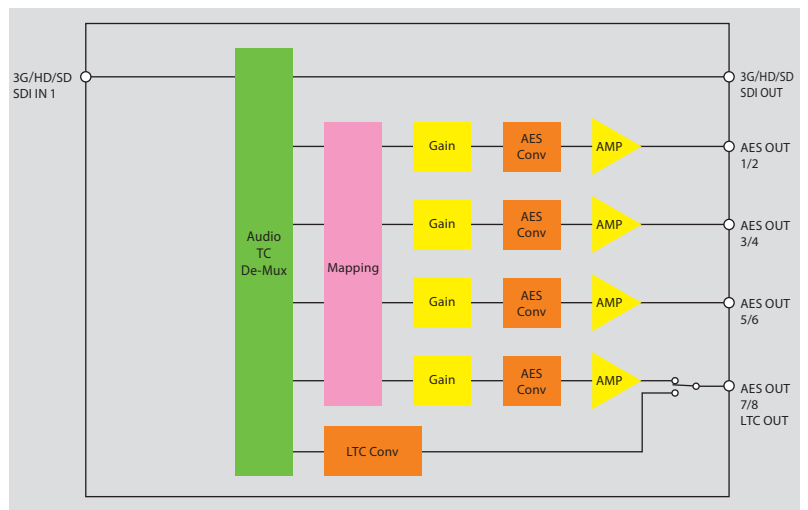 3G/HD/SD
SDI IN 1
3G/HD/SD
SDI OUT
Audio
TC
De-Mux
Mapping
Gain
AES
Conv
AMP
AES OUT
1/2
Gain
AES
Conv
AMP
AES OUT
3/4
Gain
AES
Conv
AMP
AES OUT
5/6
Gain
AES
Conv
AMP
AES OUT
7/8
LTC OUT
LTC Conv